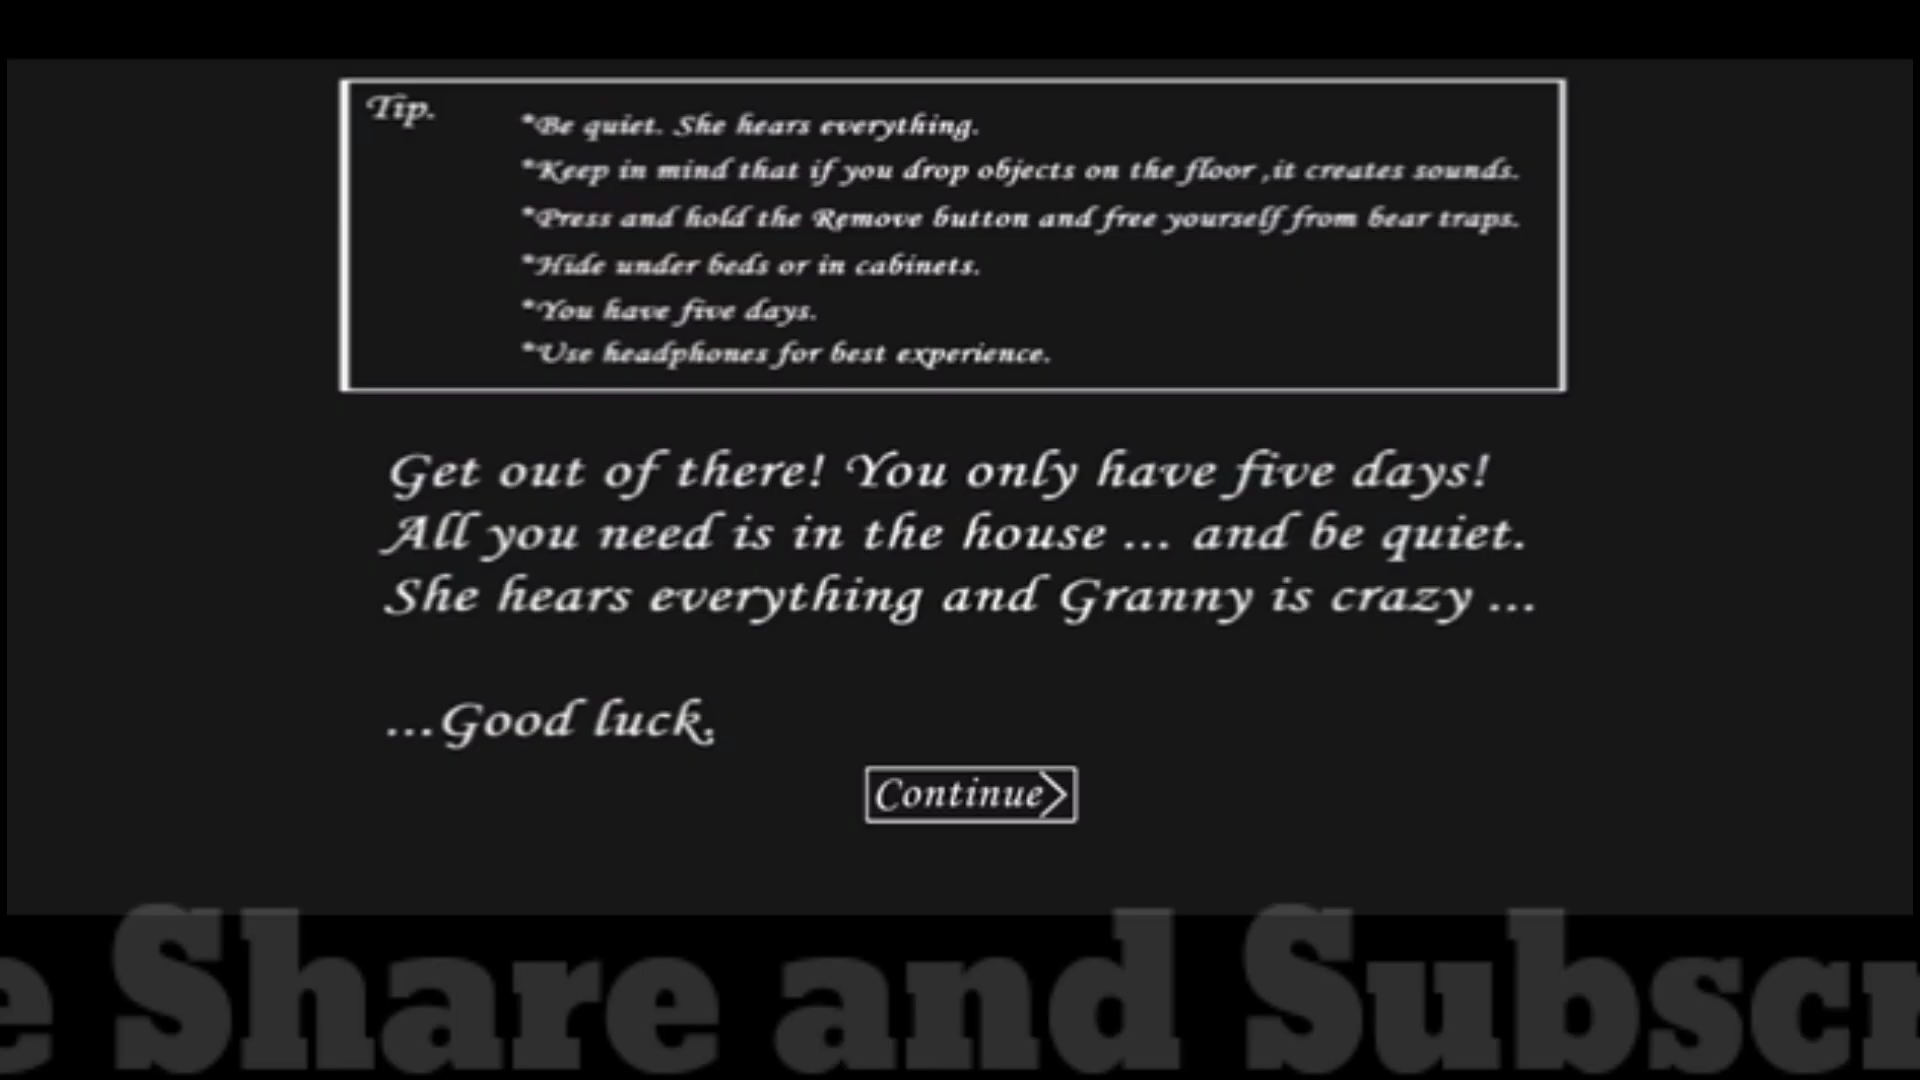 Tip.
*Be quiet. She hears everything.
*Keep in mind that if you drop objects on the floor ,it creates sounds.
*Press and hold the Remove button and free yourself from bear traps.
*Hide under beds or in cabinets.
*You have five days.
*Use headphones for best experience.
Get out of there! You only have five days!
All you need is in the house ... and be quiet.
She hears everything and Granny is crazy ...
...Good luck.
Continue>
e Share and Subscr